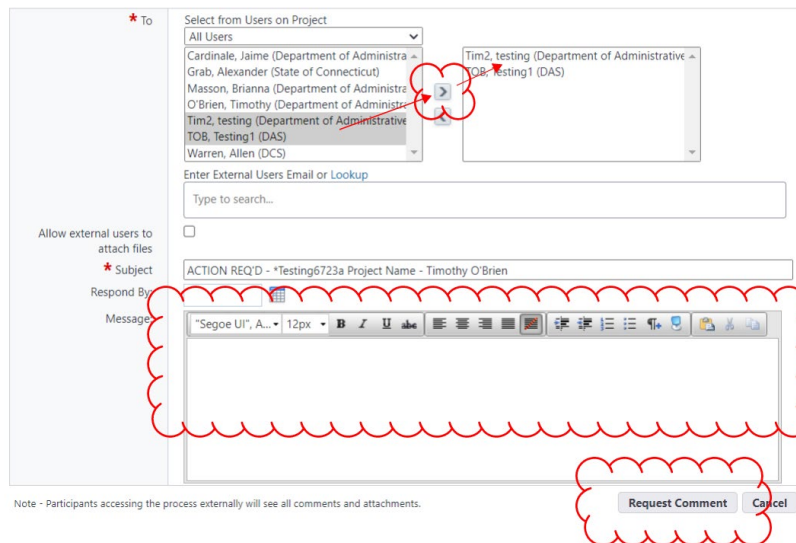 * To
Select from Users on Project
All Users
Cardinale, Jaime (Department of Administra
Grab, Alexander (State of Connecticut)
Masson, Brianna (Department of Administra
O'Brien, Timothy (Department of Administra
Tim2, testing (Department of Administrative
TOB, Testing1 (DAS)
Warren, Allen (DCS)
>
<
Tim2, testing (Department of Administrative
TOB, Testing1 (DAS)
Enter External Users Email or Lookup
Type to search...
Allow external users to
attach files
* Subject
ACTION REQ'D - *Testing6723a Project Name - Timothy O'Brien
Respond By:
Message:
"Segoe UI", A... 12px B I U abc
Note - Participants accessing the process externally will see all comments and attachments.
Request Comment Cancel